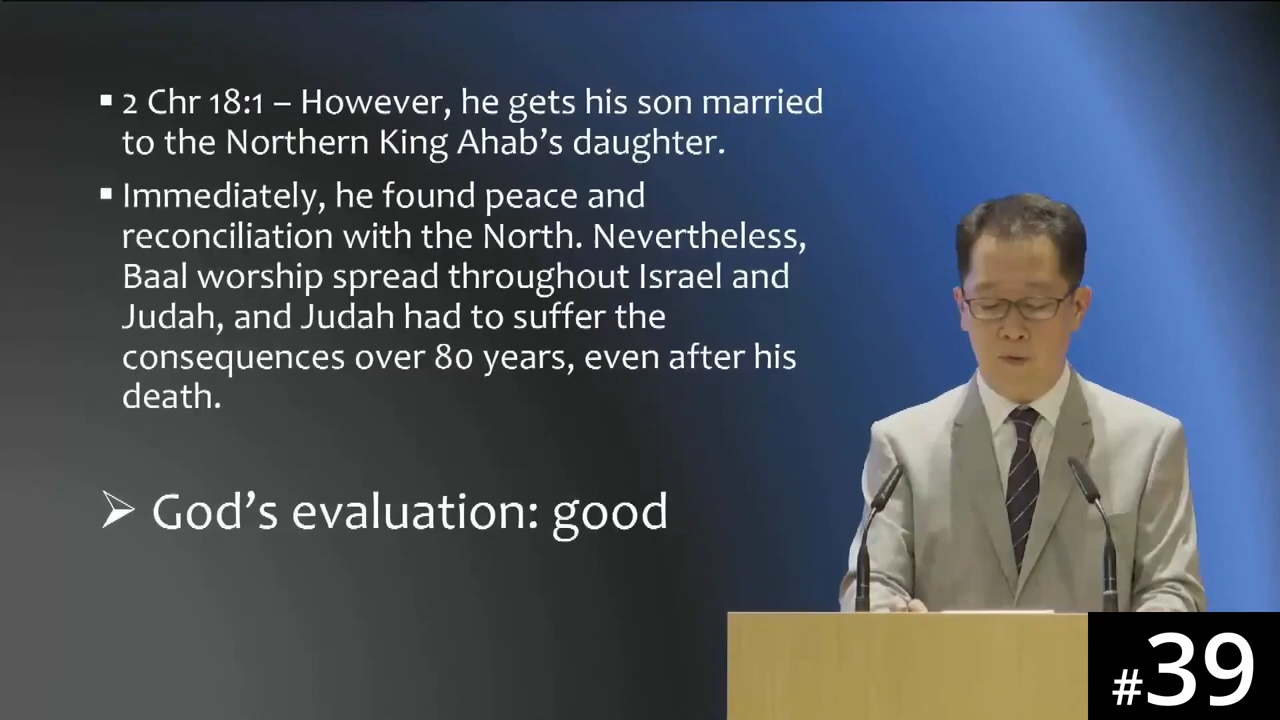 ▪ 2 Chr 18:1 – However, he gets his son married
to the Northern King Ahab’s daughter.
▪ Immediately, he found peace and
reconciliation with the North. Nevertheless,
Baal worship spread throughout Israel and
Judah, and Judah had to suffer the
consequences over 80 years, even after his
death.
➢ God’s evaluation: good
#39